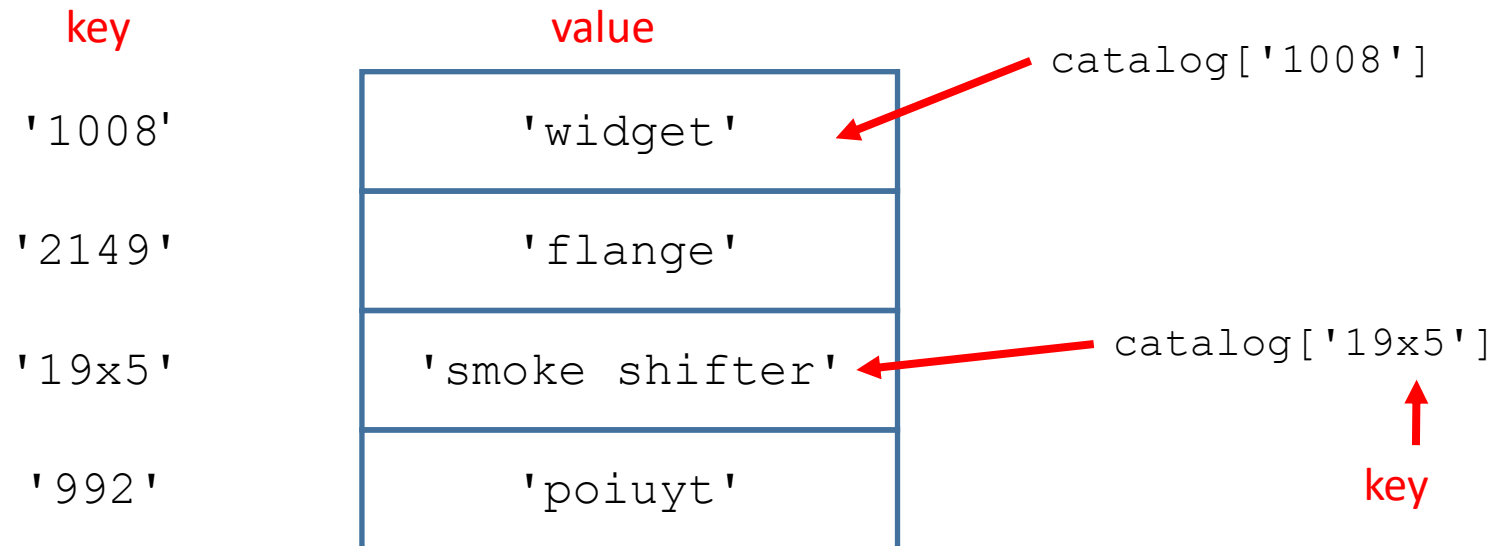 key value
catalog['1008']
'1008' 'widget'
'2149' 'flange'
catalog['19x5']
'19x5' 'smoke shifter'
'992' 'poiuyt'
key